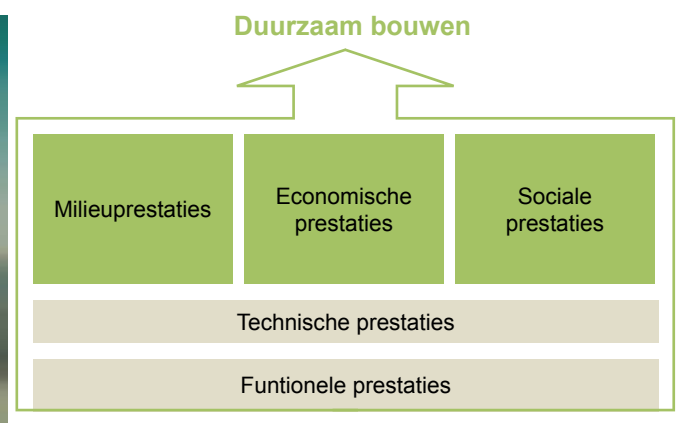 Duurzaam bouwen
Milieuprestaties
Economische
prestaties
Sociale
prestaties
Technische prestaties
Funtionele prestaties